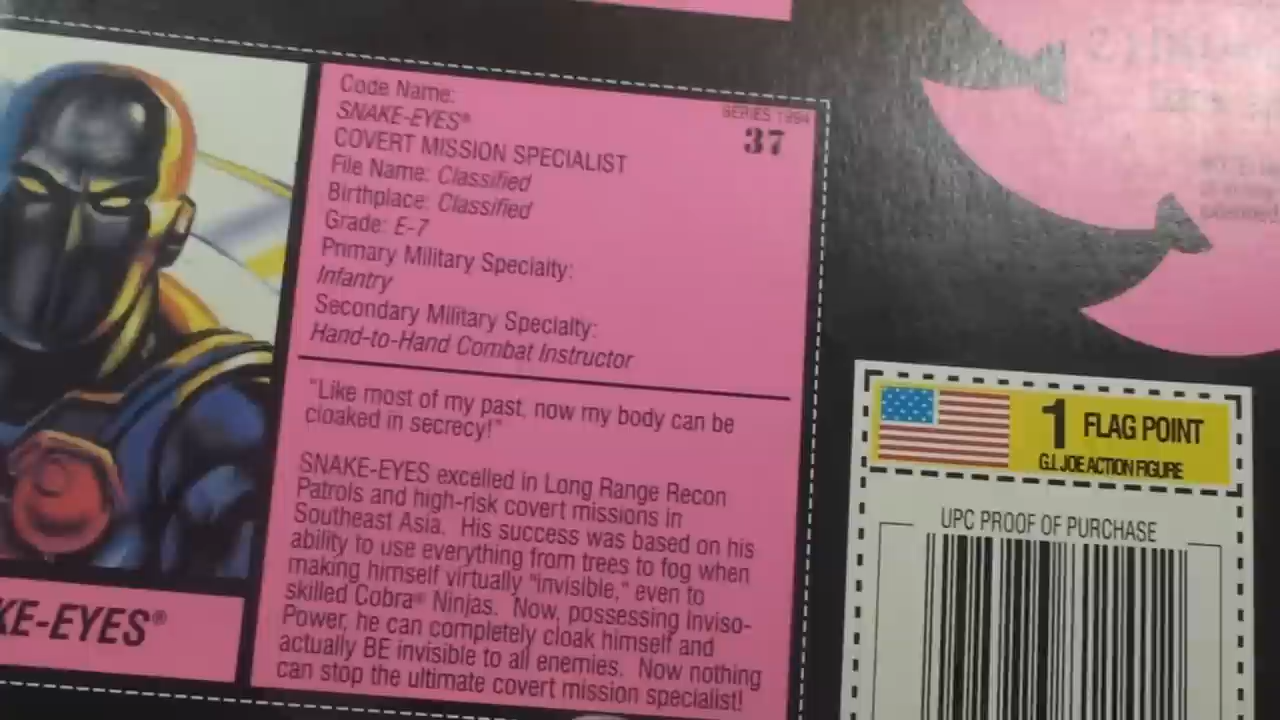 Code Name:
SNAKE-EYES®
COVERT MISSION SPECIALIST
File Name: Classified
Birthplace: Classified
Grade: E-7
Primary Military Specialty:
Infantry
Secondary Military Specialty:
Hand-to-Hand Combat Instructor
SERIES 1994
37
"Like most of my past, now my body can be
cloaked in secrecy!"
SNAKE-EYES excelled in Long Range Recon
Patrols and high-risk covert missions in
Southeast Asia. His success was based on his
ability to use everything from trees to fog when
making himself virtually "invisible," even to
skilled Cobra® Ninjas. Now, possessing Inviso-
Power, he can completely cloak himself and
actually BE invisible to all enemies. Now nothing
can stop the ultimate covert mission specialist!
KE-EYES®
1 FLAG POINT
G.I. JOE ACTION FIGURE
UPC PROOF OF PURCHASE